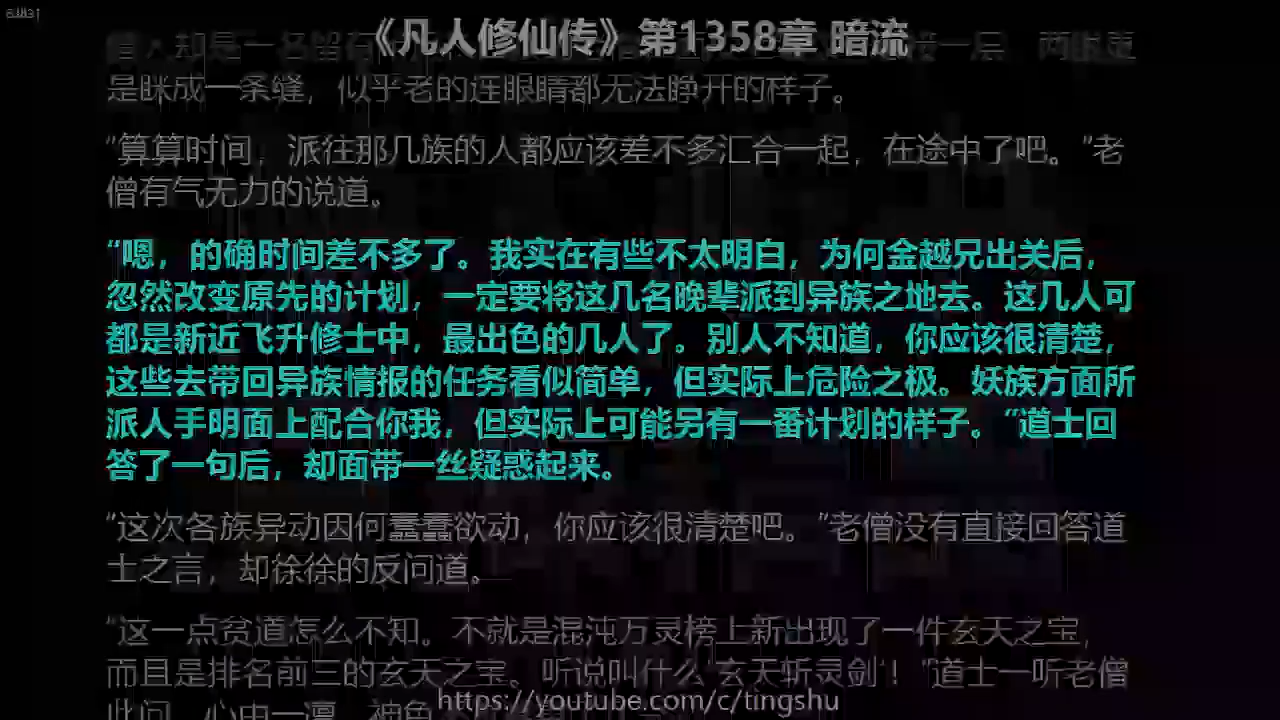 《凡人修仙传》第1358章 暗流
是眯成一条缝，似乎老的连眼睛都无法睁开的样子。
“算算时间，派往那几族的人都应该差不多汇合一起，在途中了吧。”老
僧有气无力的说道。
“嗯，的确时间差不多了。我实在有些不太明白，为何金越兄出关后，
忽然改变原先的计划，一定要将这几名晚辈派到异族之地去。这几人可
都是新近飞升修士中，最出色的几人了。别人不知道，你应该很清楚，
这些去带回异族情报的任务看似简单，但实际上危险之极。妖族方面所
派人手明面上配合你我，但实际上可能另有一番计划的样子。“道士回
答了一句后，却面带一丝疑惑起来。
“这次各族异动因何蠢蠢欲动，你应该很清楚吧。”老僧没有直接回答道
士之言，却徐徐的反问道。
“这一点贫道怎么不知。不就是混沌万灵榜上新出现了一件玄天之宝，
而且是排名前三的玄天之宝。听说叫什么‘玄天斩灵剑’！”道士一听老僧
此问，心中一凛，神色
https://youtube.com/c/tingshu